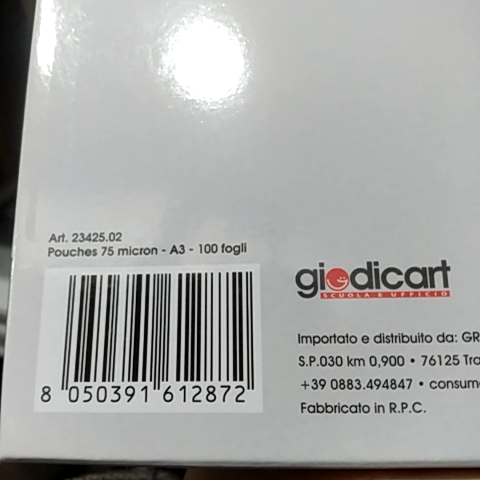 Art. 23425.02
Pouches 75 micron - A3 - 100 fogli
8 050391 612872
giodicart
SCUOLA E UFFICIO
Importato e distribuito da: GR
S.P.030 km 0,900 • 76125 Tra
+39 0883.494847 • consum
Fabbricato in R.P.C.